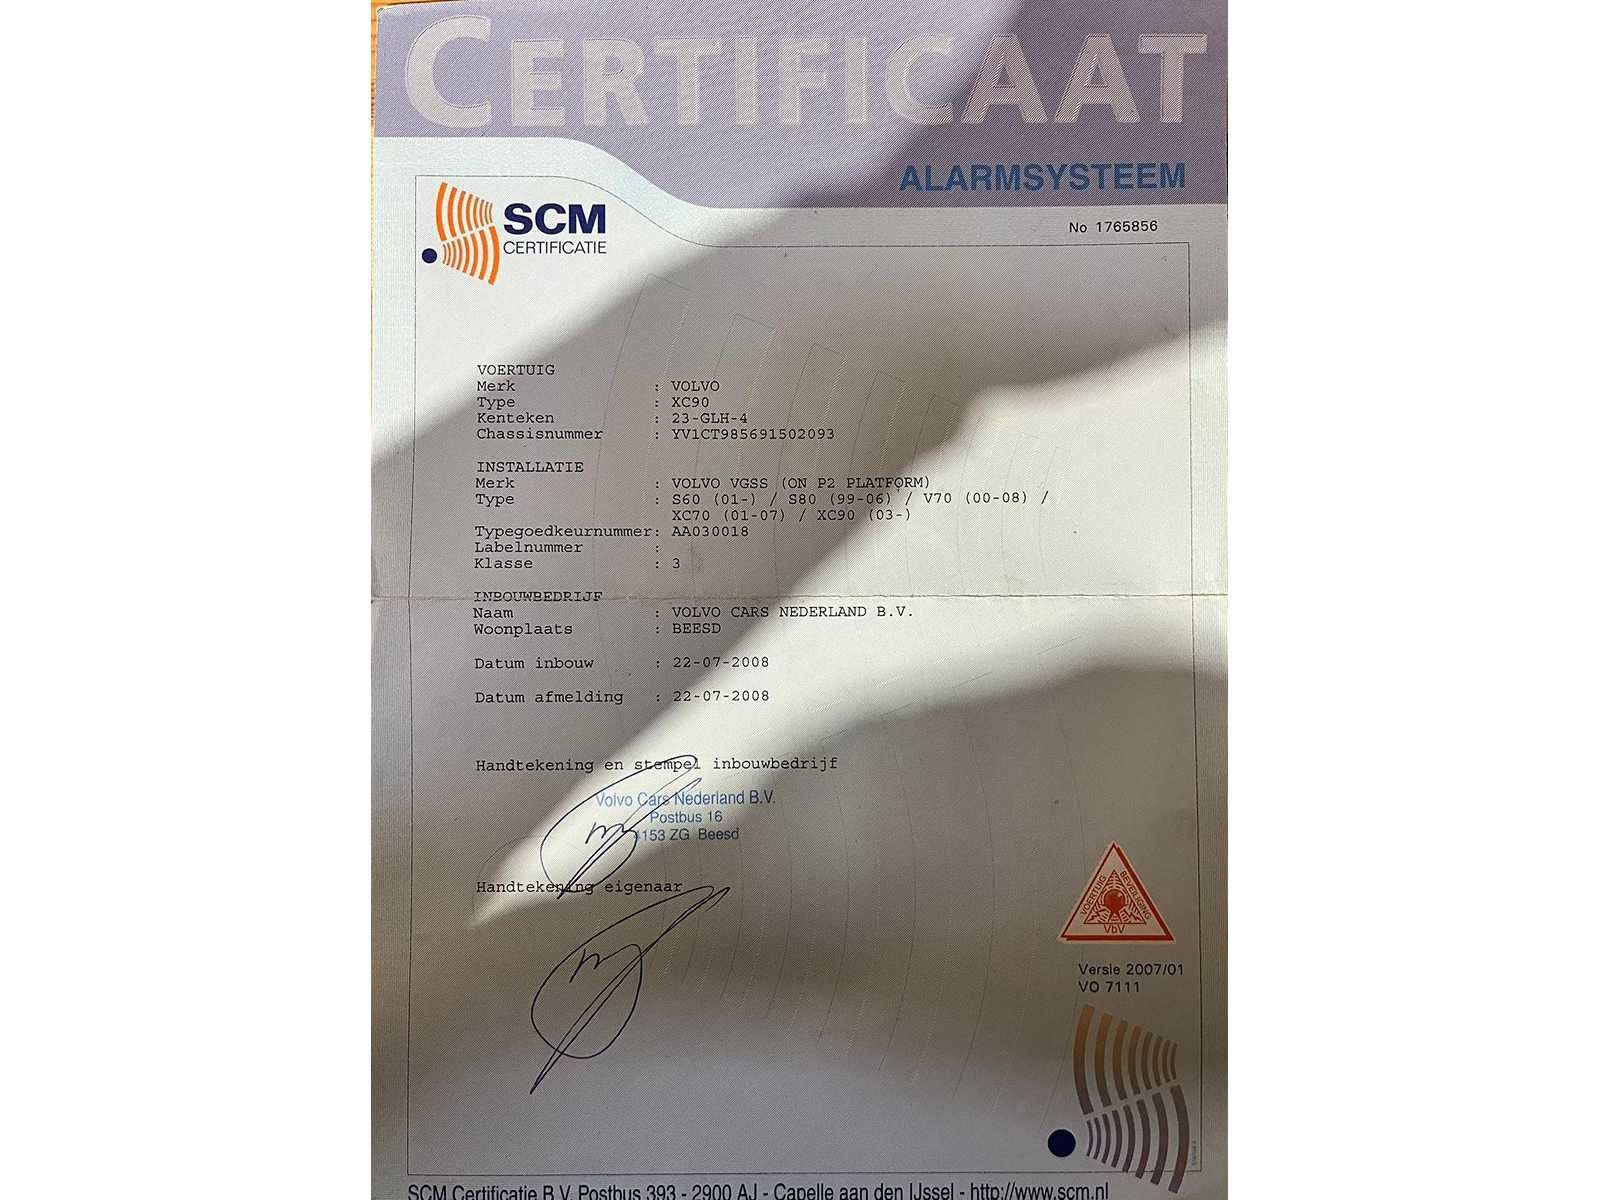 CERTIFICAAT
ALARMSYSTEEM
SCM
CERTIFICATIE
No 1765856
VOERTUIG
Merk : VOLVO
Type : XC90
Kenteken : 23-GLH-4
Chassisnummer : YV1CT985691502093
INSTALLATIE
Merk : VOLVO VGSS (ON P2 PLATFORM)
Type : S60 (01-) / S80 (99-06) / V70 (00-08) /
XC70 (01-07) / XC90 (03-)
Typegoedkeurnummer: AA030018
Labelnummer :
Klasse : 3
INBOUWBEDRIJF
Naam : VOLVO CARS NEDERLAND B.V.
Woonplaats : BEESD
Datum inbouw : 22-07-2008
Datum afmelding : 22-07-2008
Handtekening en stempel inbouwbedrijf
Volvo Cars Nederland B.V.
Postbus 16
4153 ZG Beesd
Handtekening eigenaar
VOERTUIG BEVEILIGING
VbV
Versie 2007/01
VO 7111
SCM Certificatie B.V. Postbus 393 - 2900 AJ - Capelle aan den IJssel - http://www.scm.nl